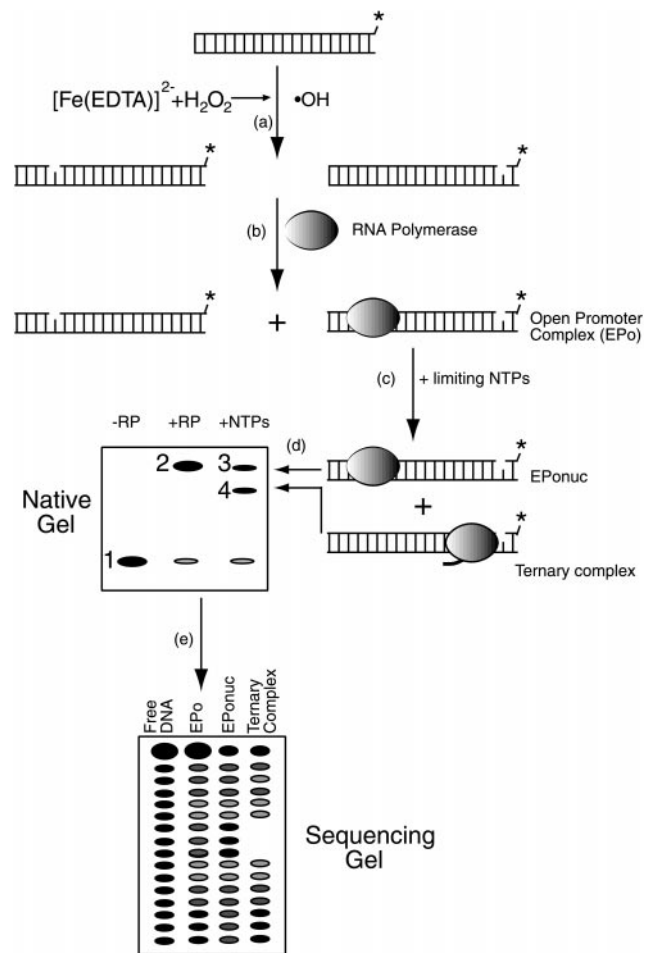 *
[Fe(EDTA)]²⁻+H₂O₂
•OH
(a)
*
*
(b)
RNA Polymerase
*
+
*
Open Promoter
Complex (EPo)
(c)
+ limiting NTPs
-RP +RP +NTPs
(d)
*
2
3
4
1
Native
Gel
EPonuc
+
*
Ternary complex
(e)
Free
DNA
EPo
EPonuc
Ternary
Complex
Sequencing
Gel